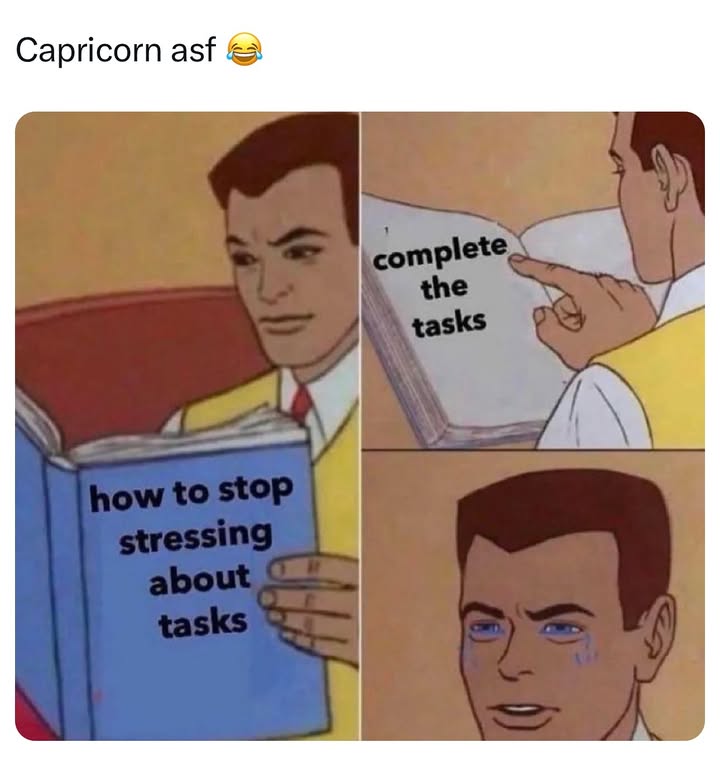 Capricorn asf 😂
how to stop
stressing
about
tasks
complete
the
tasks